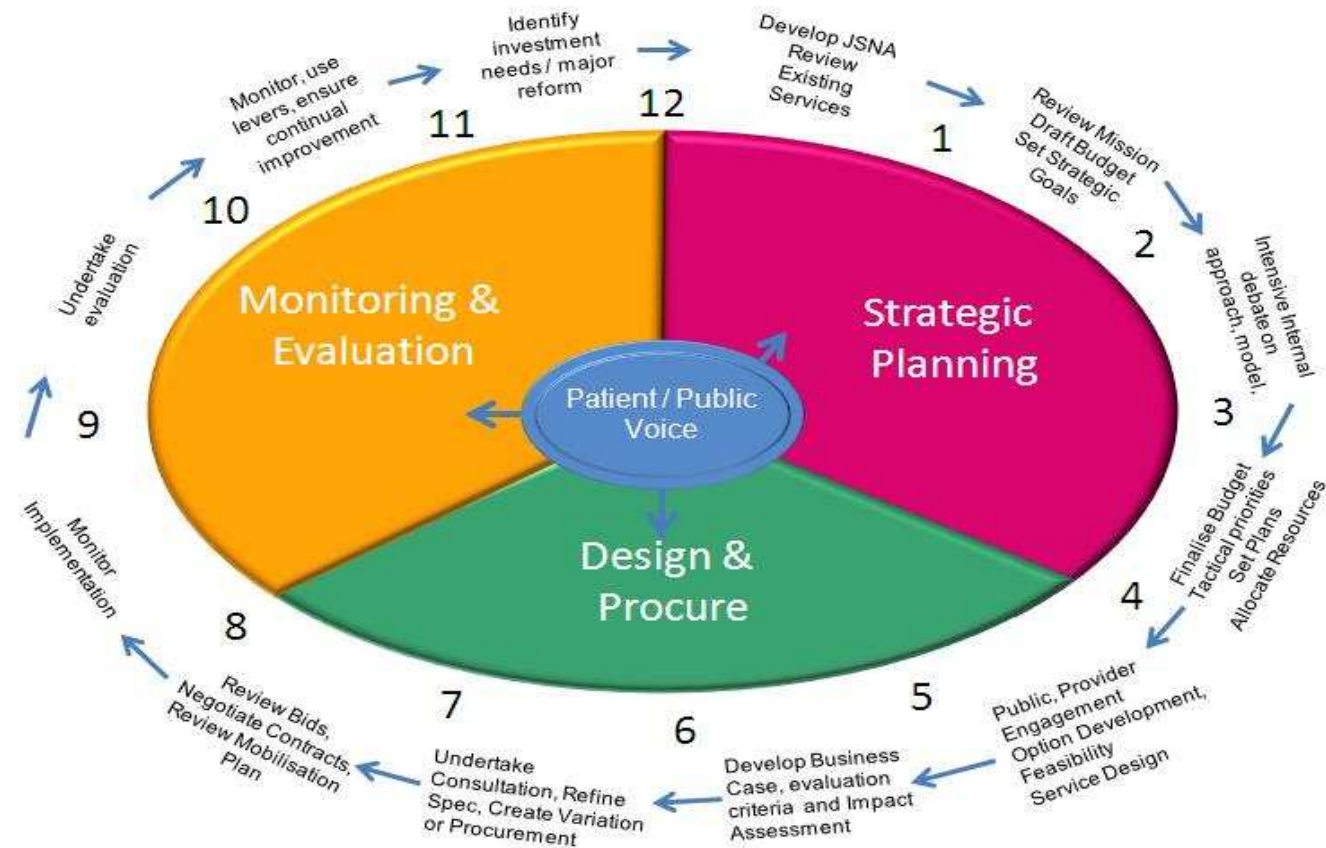 Identify
investment
needs / major
reform
12
Develop JSNA
Review
Existing
Services
1
Review Mission
Draft Budget
Set Strategic
Goals
2
Intensive Internal
debate on
approach, model,
3
Finalise Budget
Tactical priorities
Set Plans
Allocate Resources
4
Public, Provider
Engagement
Option Development,
Feasibility
Service Design
5
Develop Business
Case, evaluation
criteria and Impact
Assessment
6
Undertake
Consultation, Refine
Spec, Create Variation
or Procurement
7
Review Bids,
Negotiate Contracts,
Review Mobilisation
Plan
8
Monitor
Implementation
9
Undertake
evaluation
10
Monitor, use
levers, ensure
continual
improvement
11
Monitoring &
Evaluation
Strategic
Planning
Patient / Public
Voice
Design &
Procure